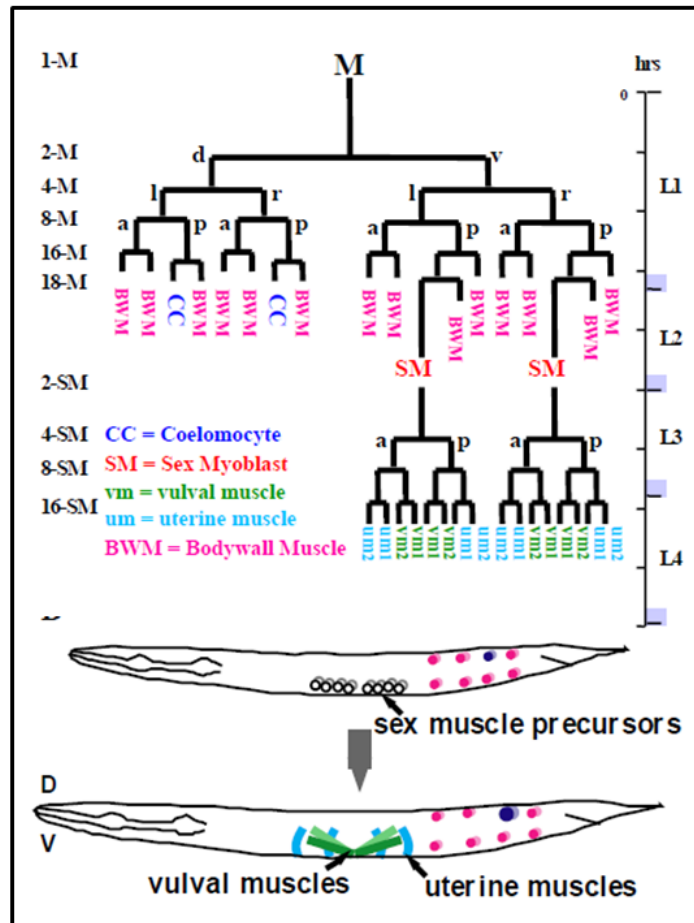 1-M M hrs
0
2-M d v
4-M l r l r L1
8-M a p a p a p a p
16-M
18-M
BWM BWM CC BWM BWM BWM CC BWM BWM BWM BWM BWM BWM BWM BWM BWM
L2
SM SM
2-SM
4-SM CC = Coelomocyte a p a p L3
8-SM SM = Sex Myoblast
vm = vulval muscle
16-SM um = uterine muscle
um2 um1 vm2 vm1 vm1 vm2 um1 um2 um2 um1 vm2 vm1 vm1 vm2 um1 um2
BWM = Bodywall Muscle L4
sex muscle precursors
D
V
vulval muscles uterine muscles